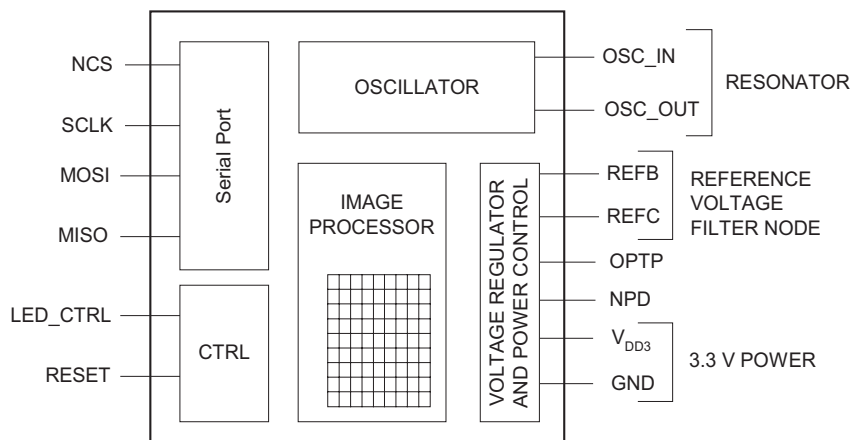 NCS
SCLK
MOSI
MISO
LED_CTRL
RESET
Serial Port
CTRL
OSCILLATOR
IMAGE
PROCESSOR
VOLTAGE REGULATOR
AND POWER CONTROL
OSC_IN
OSC_OUT
RESONATOR
REFB
REFC
REFERENCE
VOLTAGE
FILTER NODE
OPTP
NPD
VDD3
GND
3.3 V POWER